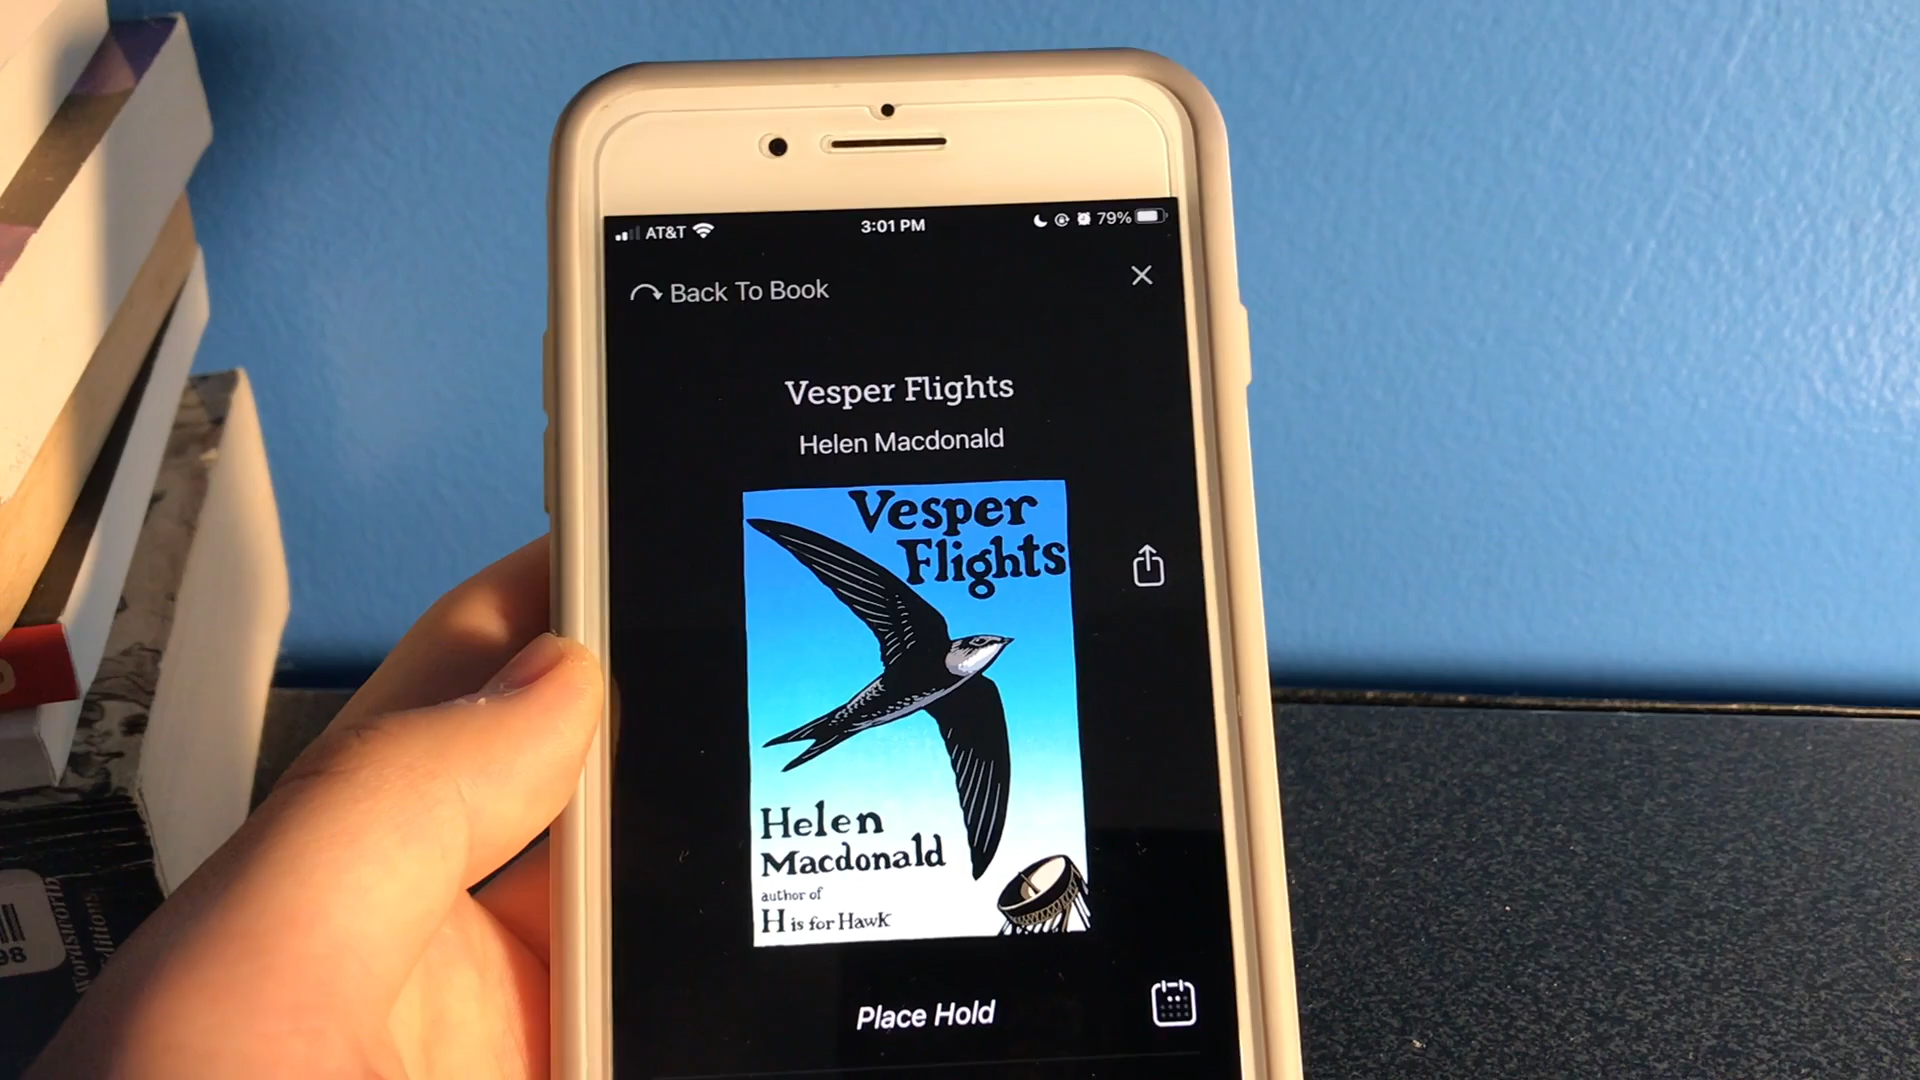 AT&T
3:01 PM
79%
Back To Book
Vesper Flights
Helen Macdonald
Vesper
Flights
Helen
Macdonald
author of
H is for Hawk
Place Hold
98